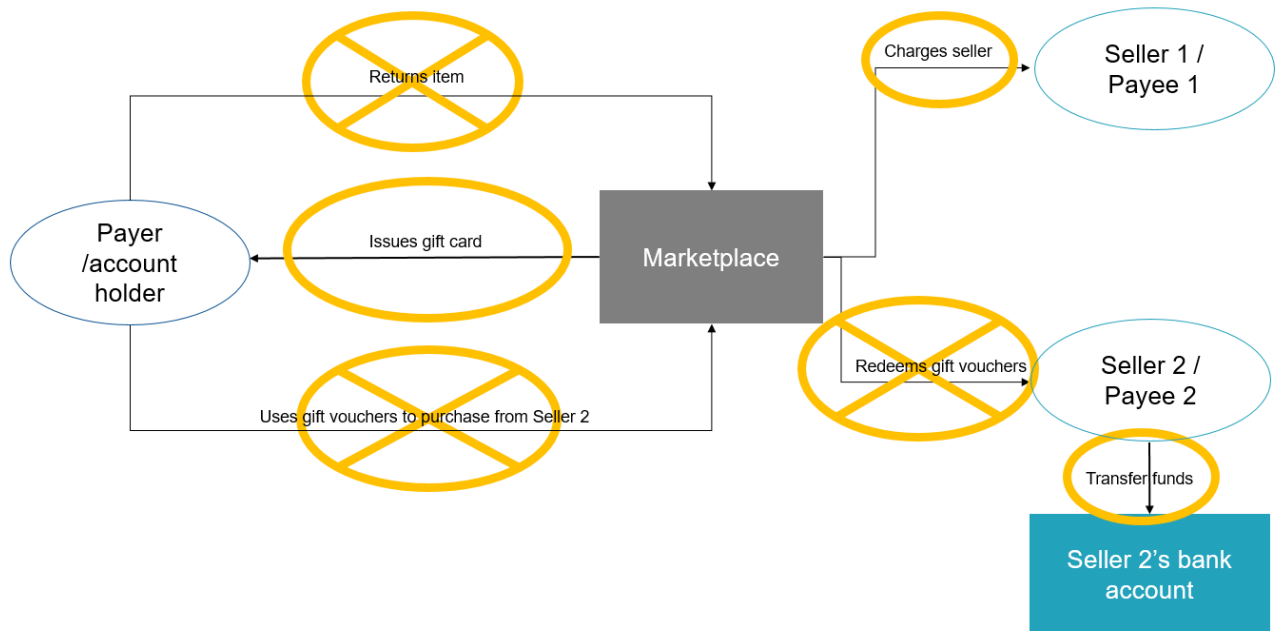 Returns item
Charges seller
Seller 1 /
Payee 1
Payer
/account
holder
Issues gift card
Marketplace
Uses gift vouchers to purchase from Seller 2
Redeems gift vouchers
Seller 2 /
Payee 2
Transfer funds
Seller 2’s bank
account